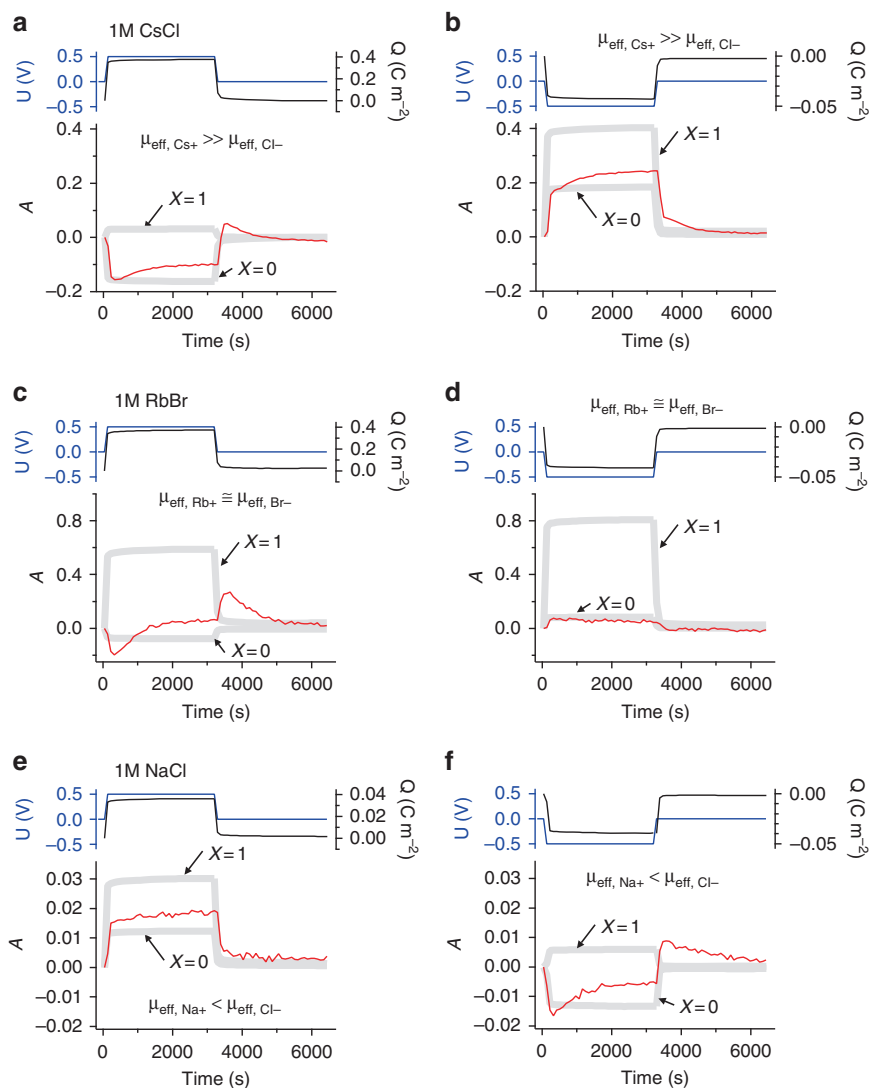 a
1M CsCl
U (V)
0.5
0.0
−0.5
0.4
0.2
0.0
Q (C m−2)
μeff, Cs+ >> μeff, Cl−
A
0.4
0.2
0.0
−0.2
X=1
X=0
0 2000 4000 6000
Time (s)
b
μeff, Cs+ >> μeff, Cl−
U (V)
0.5
0.0
−0.5
0.00
−0.05
Q (C m−2)
A
0.4
0.2
0.0
−0.2
X=1
X=0
0 2000 4000 6000
Time (s)
c
1M RbBr
U (V)
0.5
0.0
−0.5
0.4
0.2
0.0
Q (C m−2)
μeff, Rb+ ≅ μeff, Br−
A
0.8
0.4
0.0
X=1
X=0
0 2000 4000 6000
Time (s)
d
μeff, Rb+ ≅ μeff, Br−
U (V)
0.5
0.0
−0.5
0.00
−0.05
Q (C m−2)
A
0.8
0.4
0.0
X=1
X=0
0 2000 4000 6000
Time (s)
e
1M NaCl
U (V)
0.5
0.0
−0.5
0.04
0.02
0.00
Q (C m−2)
A
0.03
0.02
0.01
0.00
−0.01
−0.02
X=1
X=0
μeff, Na+ < μeff, Cl−
0 2000 4000 6000
Time (s)
f
U (V)
0.5
0.0
−0.5
0.00
−0.05
Q (C m−2)
μeff, Na+ < μeff, Cl−
A
0.03
0.02
0.01
0.00
−0.01
−0.02
X=1
X=0
0 2000 4000 6000
Time (s)